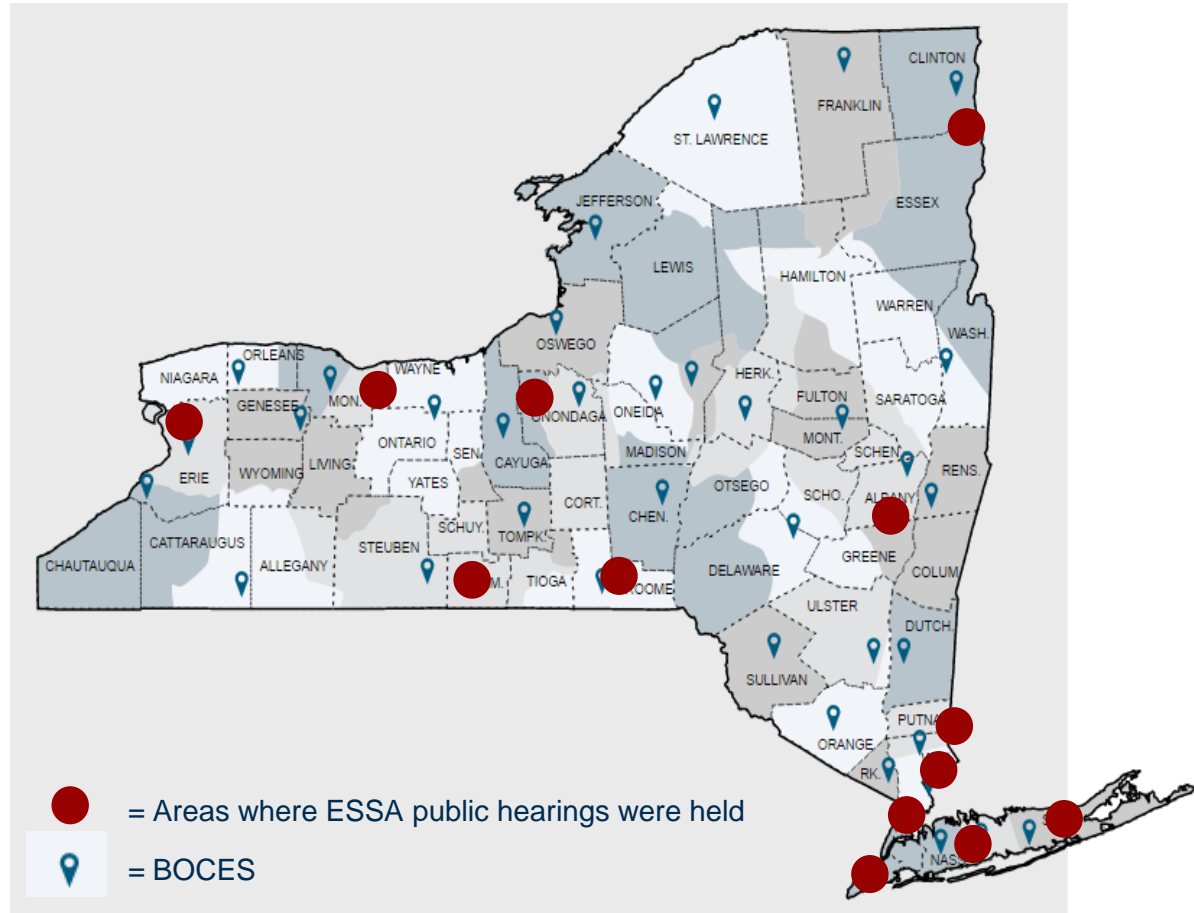 CLINTON
FRANKLIN
ST. LAWRENCE
ESSEX
JEFFERSON
LEWIS
HAMILTON
WARREN
WASH.
OSWEGO
ORLEANS
WAYNE
NIAGARA
HERK.
FULTON
SARATOGA
GENESEE
MON.
ONONDAGA
ONEIDA
MONT.
ONTARIO
SEN.
MADISON
SCHEN.
LIVING.
CAYUGA
RENS.
ERIE
WYOMING
YATES
OTSEGO
SCHO.
ALBANY
CORT.
CHEN.
SCHUY.
TOMPK.
CATTARAUGUS
STEUBEN
GREENE
CHAUTAUQUA
ALLEGANY
DELAWARE
COLUM.
M.
TIOGA
ROOME
ULSTER
DUTCH.
SULLIVAN
PUTNA
ORANGE
RK.
NAS
= Areas where ESSA public hearings were held
= BOCES